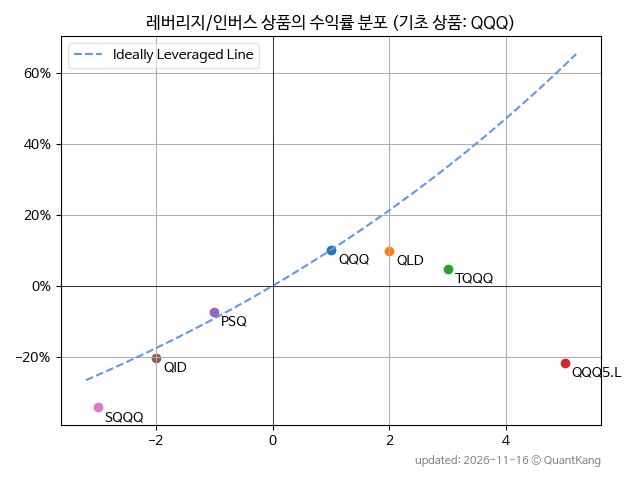 레버리지/인버스 상품의 수익률 분포 (기초 상품: QQQ)
Ideally Leveraged Line
60%
40%
20%
0%
−20%
QQQ
QLD
TQQQ
PSQ
QID
QQQ5.L
SQQQ
−2
0
2
4
updated: 2026-11-16 © QuantKang